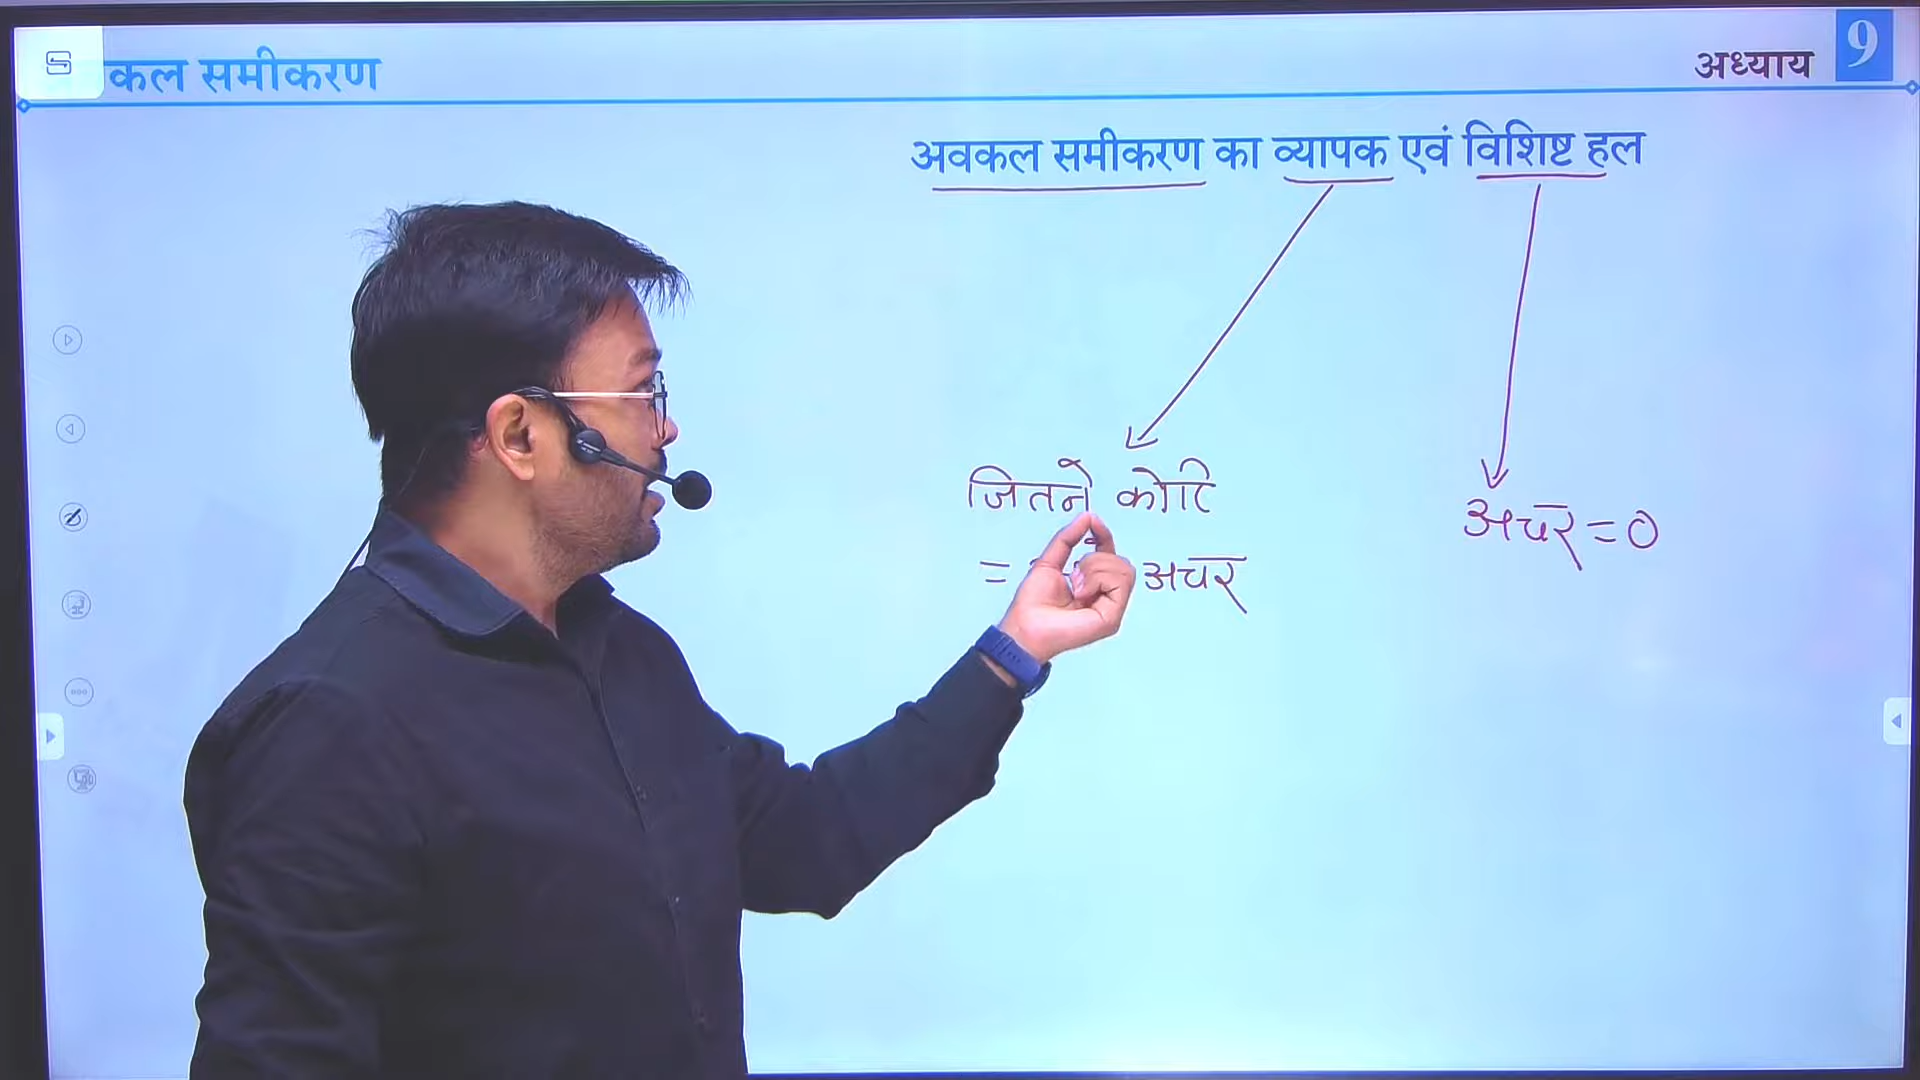 कल समीकरण
अध्याय 9
अवकल समीकरण का व्यापक एवं विशिष्ट हल
जितने कोटि
= अचर
अचर = 0